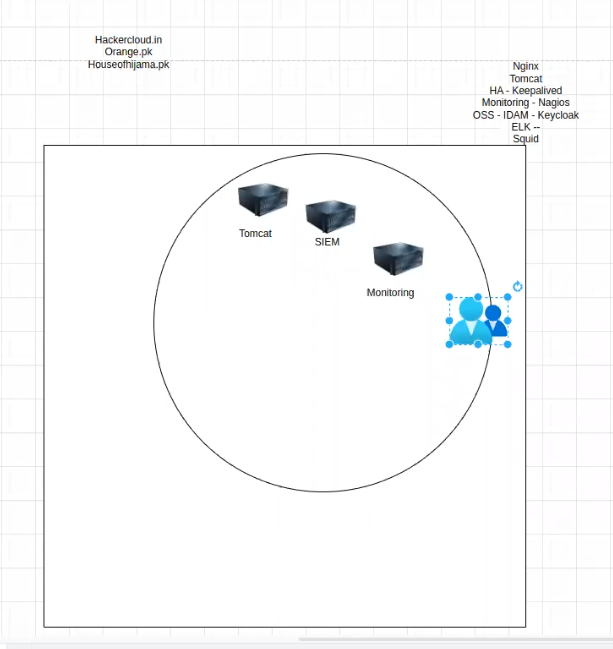 Hackercloud.in
Orange.pk
Houseofhijama.pk
Nginx
Tomcat
HA - Keepalived
Monitoring - Nagios
OSS - IDAM - Keycloak
ELK --
Squid
Tomcat
SIEM
Monitoring